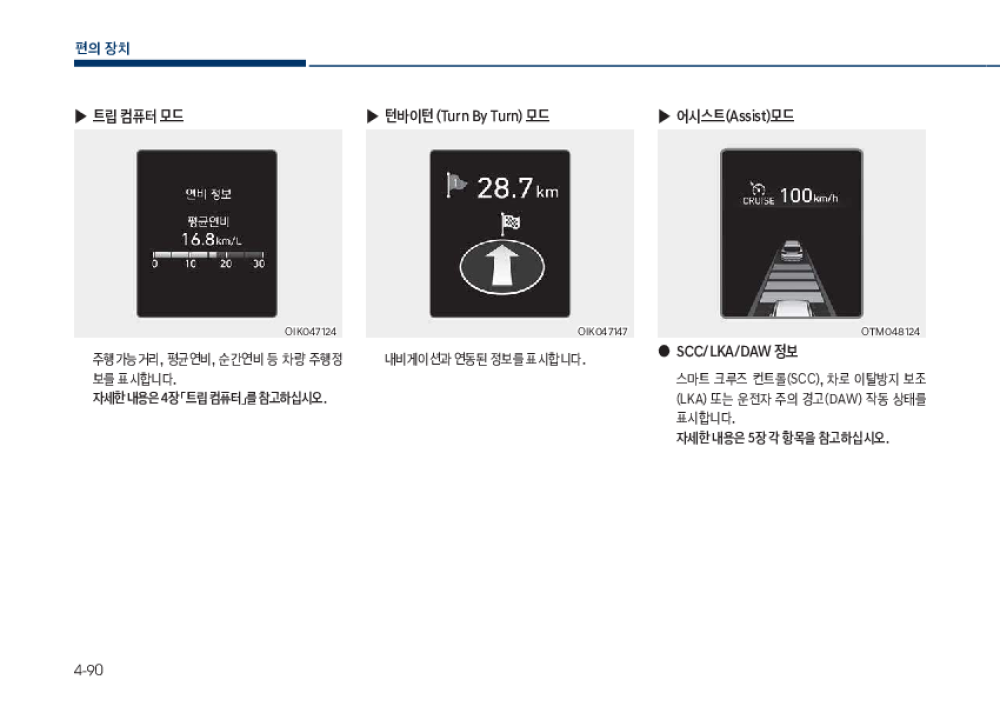 편의 장치
▶ 트립 컴퓨터 모드
연비 정보
평균연비
16.8km/L
0 10 20 30
OIK047124
주행가능거리, 평균연비, 순간연비 등 차량 주행정
보를 표시합니다.
자세한 내용은 4장 「트립 컴퓨터」를 참고하십시오.
▶ 턴바이턴 (Turn By Turn) 모드
1
28.7km
OIK047147
내비게이션과 연동된 정보를 표시합니다.
▶ 어시스트(Assist)모드
CRUISE 100km/h
OTM048124
● SCC/LKA/DAW 정보
스마트 크루즈 컨트롤(SCC), 차로 이탈방지 보조
(LKA) 또는 운전자 주의 경고(DAW) 작동 상태를
표시합니다.
자세한 내용은 5장 각 항목을 참고하십시오.
4-90